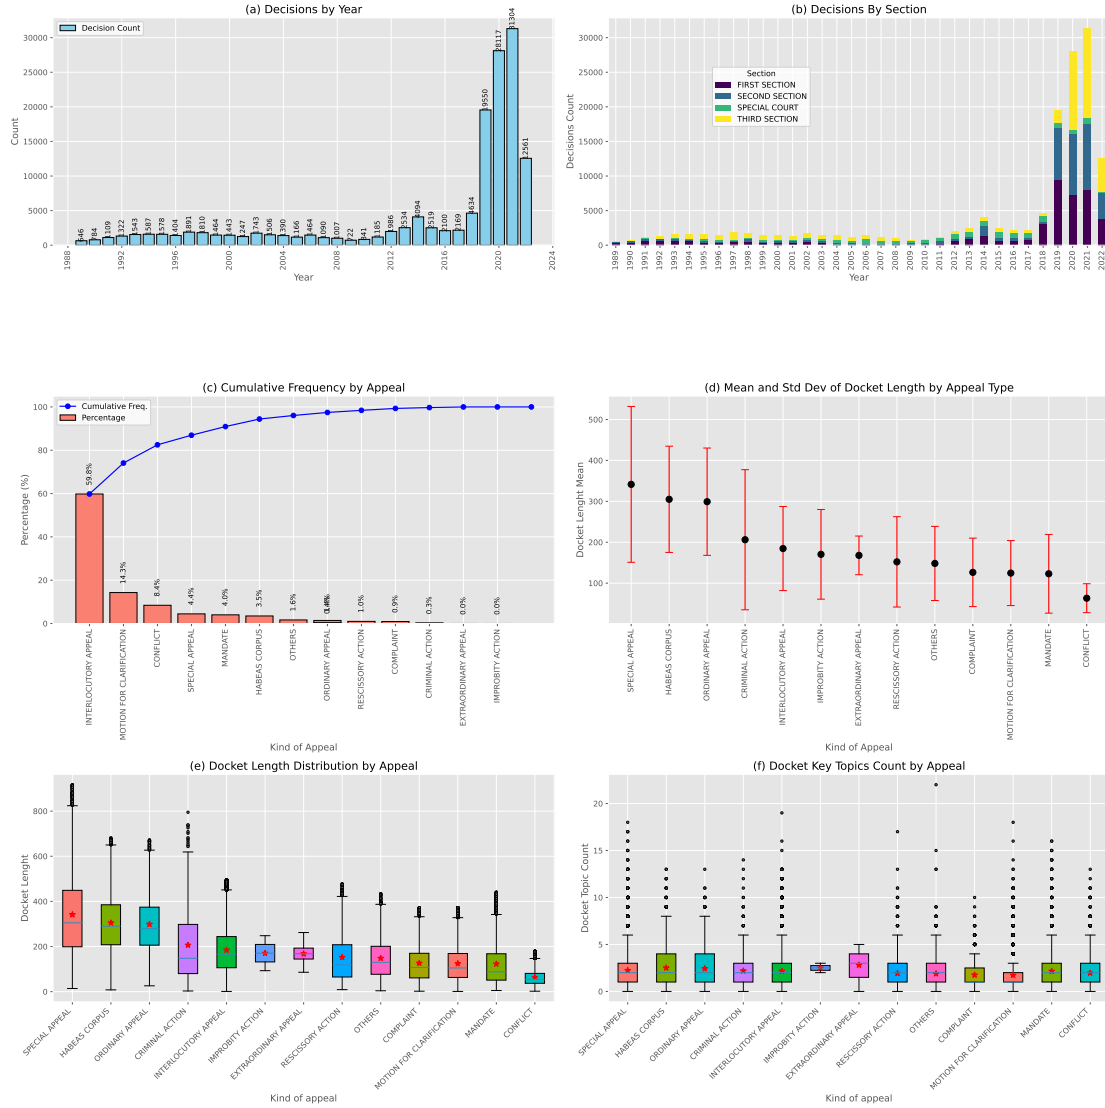 (a) Decisions by Year
Decision Count
30000
25000
20000
15000
10000
5000
0
Count
646
784
1109
1322
1543
1587
1578
1404
1891
1810
1464
1443
1247
1743
1506
1390
1166
1464
1090
1007
722
841
1185
1986
2534
4094
2519
2100
2169
4634
19550
28117
31304
12561
1988
1992
1996
2000
2004
2008
2012
2016
2020
2024
Year
(b) Decisions By Section
Section
FIRST SECTION
SECOND SECTION
SPECIAL COURT
THIRD SECTION
30000
25000
20000
15000
10000
5000
0
Decisions Count
1989
1990
1991
1992
1993
1994
1995
1996
1997
1998
1999
2000
2001
2002
2003
2004
2005
2006
2007
2008
2009
2010
2011
2012
2013
2014
2015
2016
2017
2018
2019
2020
2021
2022
Year
(c) Cumulative Frequency by Appeal
Cumulative Freq.
Percentage
100
80
60
40
20
0
Percentage (%)
59.8%
14.3%
8.4%
4.4%
4.0%
3.5%
1.6%
1.0%
0.9%
0.3%
0.0%
0.0%
INTERLOCUTORY APPEAL
MOTION FOR CLARIFICATION
CONFLICT
SPECIAL APPEAL
MANDATE
HABEAS CORPUS
OTHERS
ORDINARY APPEAL
RESCISSORY ACTION
COMPLAINT
CRIMINAL ACTION
EXTRAORDINARY APPEAL
IMPROBITY ACTION
Kind of Appeal
(d) Mean and Std Dev of Docket Length by Appeal Type
500
400
300
200
100
Docket Lenght Mean
SPECIAL APPEAL
HABEAS CORPUS
ORDINARY APPEAL
CRIMINAL ACTION
INTERLOCUTORY APPEAL
IMPROBITY ACTION
EXTRAORDINARY APPEAL
RESCISSORY ACTION
OTHERS
COMPLAINT
MOTION FOR CLARIFICATION
MANDATE
CONFLICT
Kind of Appeal
(e) Docket Length Distribution by Appeal
800
600
400
200
0
Docket Lenght
SPECIAL APPEAL
HABEAS CORPUS
ORDINARY APPEAL
CRIMINAL ACTION
INTERLOCUTORY APPEAL
IMPROBITY ACTION
EXTRAORDINARY APPEAL
RESCISSORY ACTION
OTHERS
COMPLAINT
MOTION FOR CLARIFICATION
MANDATE
CONFLICT
Kind of appeal
(f) Docket Key Topics Count by Appeal
20
15
10
5
0
Docket Topic Count
SPECIAL APPEAL
HABEAS CORPUS
ORDINARY APPEAL
CRIMINAL ACTION
INTERLOCUTORY APPEAL
IMPROBITY ACTION
EXTRAORDINARY APPEAL
RESCISSORY ACTION
OTHERS
COMPLAINT
MOTION FOR CLARIFICATION
MANDATE
CONFLICT
Kind of appeal